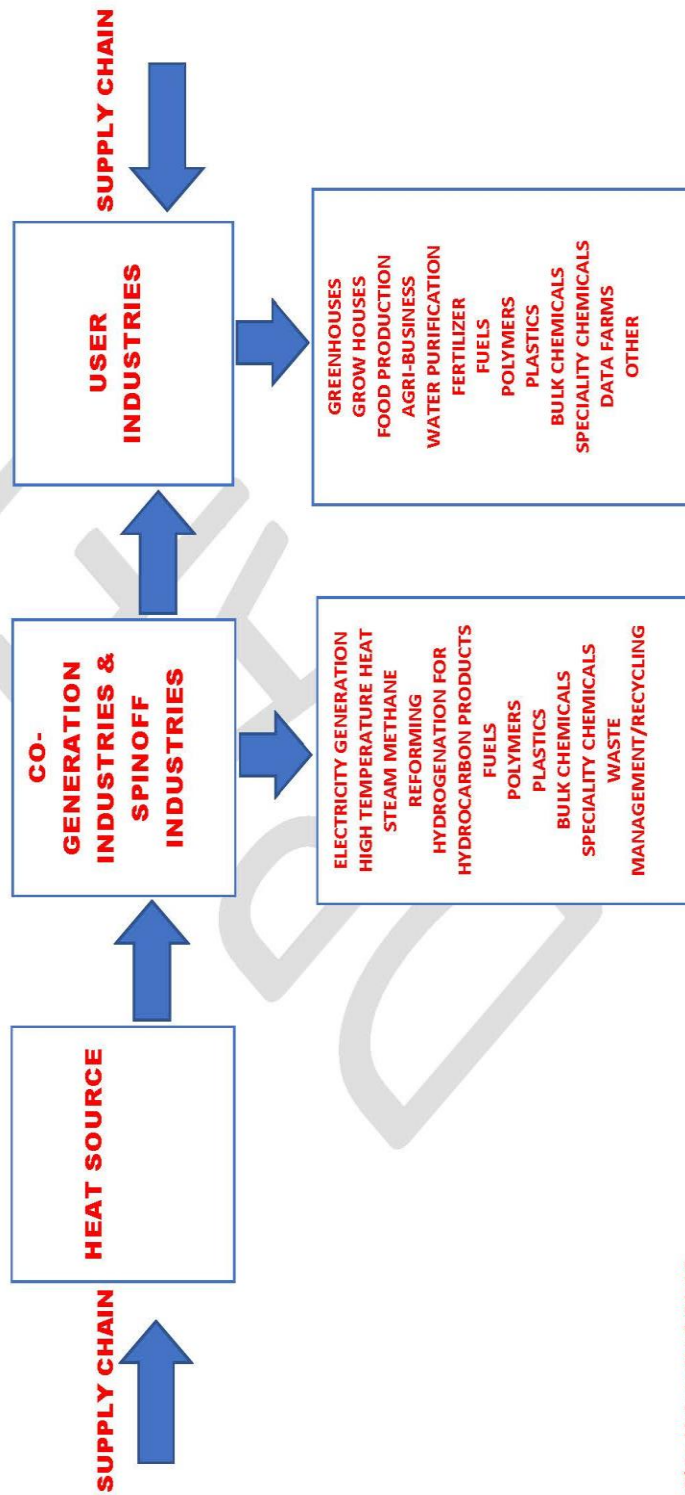 SUPPLY CHAIN
HEAT SOURCE
CO-
GENERATION
INDUSTRIES &
SPINOFF
INDUSTRIES
USER
INDUSTRIES
SUPPLY CHAIN
ELECTRICITY GENERATION
HIGH TEMPERATURE HEAT
STEAM METHANE
REFORMING
HYDROGENATION FOR
HYDROCARBON PRODUCTS
FUELS
POLYMERS
PLASTICS
BULK CHEMICALS
SPECIALITY CHEMICALS
WASTE
MANAGEMENT/RECYCLING
GREENHOUSES
GROW HOUSES
FOOD PRODUCTION
AGRI-BUSINESS
WATER PURIFICATION
FERTILIZER
FUELS
POLYMERS
PLASTICS
BULK CHEMICALS
SPECIALITY CHEMICALS
DATA FARMS
OTHER